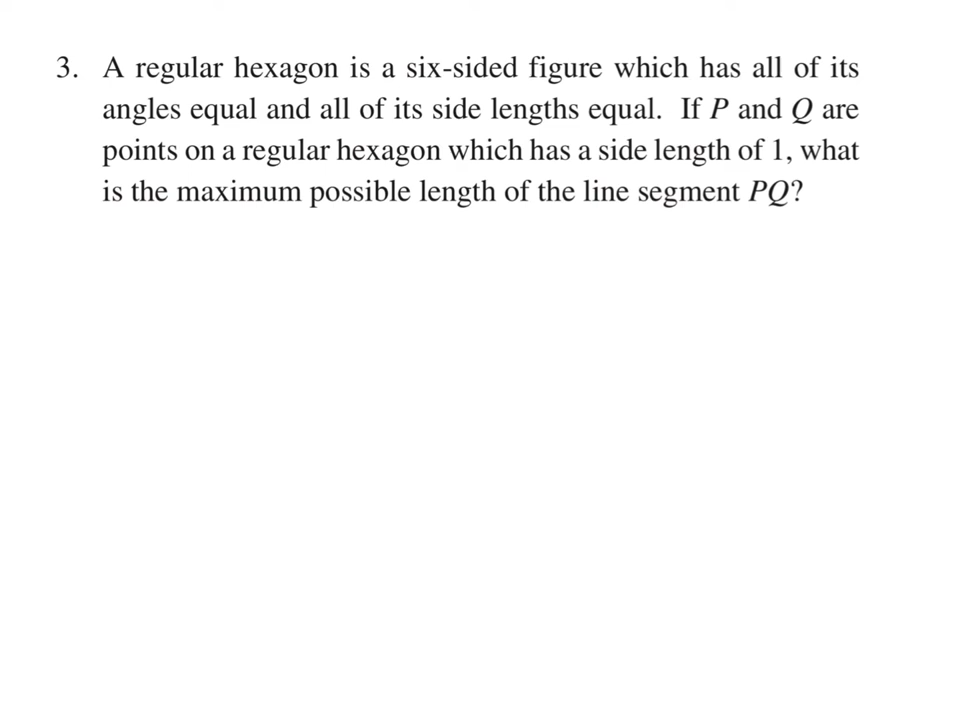 3. A regular hexagon is a six-sided figure which has all of its
angles equal and all of its side lengths equal. If P and Q are
points on a regular hexagon which has a side length of 1, what
is the maximum possible length of the line segment PQ?